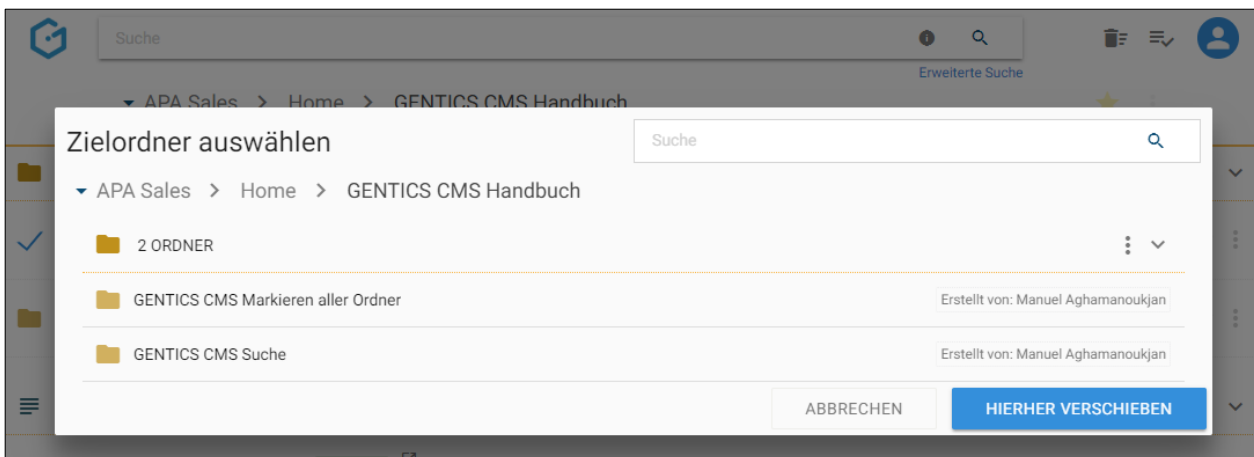 Suche
Erweiterte Suche
APA Sales > Home > GENTICS CMS Handbuch
Zielordner auswählen
Suche
APA Sales > Home > GENTICS CMS Handbuch
2 ORDNER
GENTICS CMS Markieren aller Ordner
Erstellt von: Manuel Aghamanoukjan
GENTICS CMS Suche
Erstellt von: Manuel Aghamanoukjan
ABBRECHEN
HIERHER VERSCHIEBEN